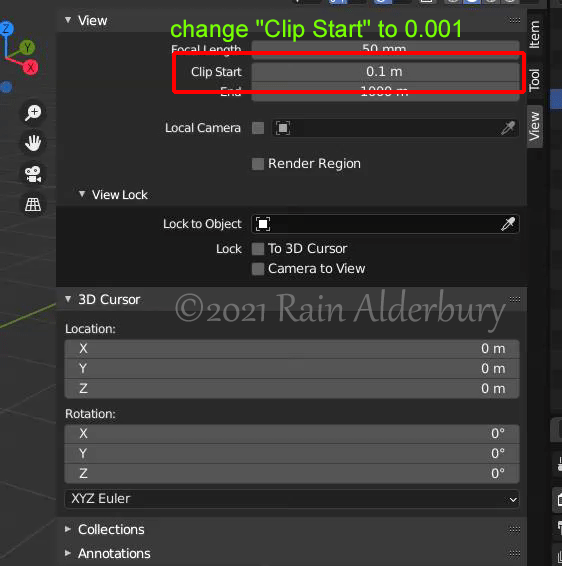 View
change "Clip Start" to 0.001
Focal Length 50 mm
Clip Start 0.1 m
End 1000 m
Local Camera
Render Region
View Lock
Lock to Object
Lock To 3D Cursor
Camera to View
3D Cursor
©2021 Rain Alderbury
Location:
X 0 m
Y 0 m
Z 0 m
Rotation:
X 0°
Y 0°
Z 0°
XYZ Euler
Collections
Annotations
Item
Tool
View
Z
Y
X